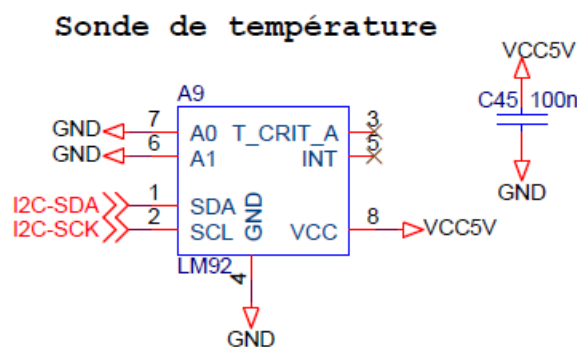 Sonde de température
VCC5V
A9
C45 100n
GND 7 A0 T_CRIT_A 3
GND 6 A1 INT 5
GND
I2C-SDA 1 SDA
I2C-SCK 2 SCL GND VCC 8 VCC5V
LM92
4
GND